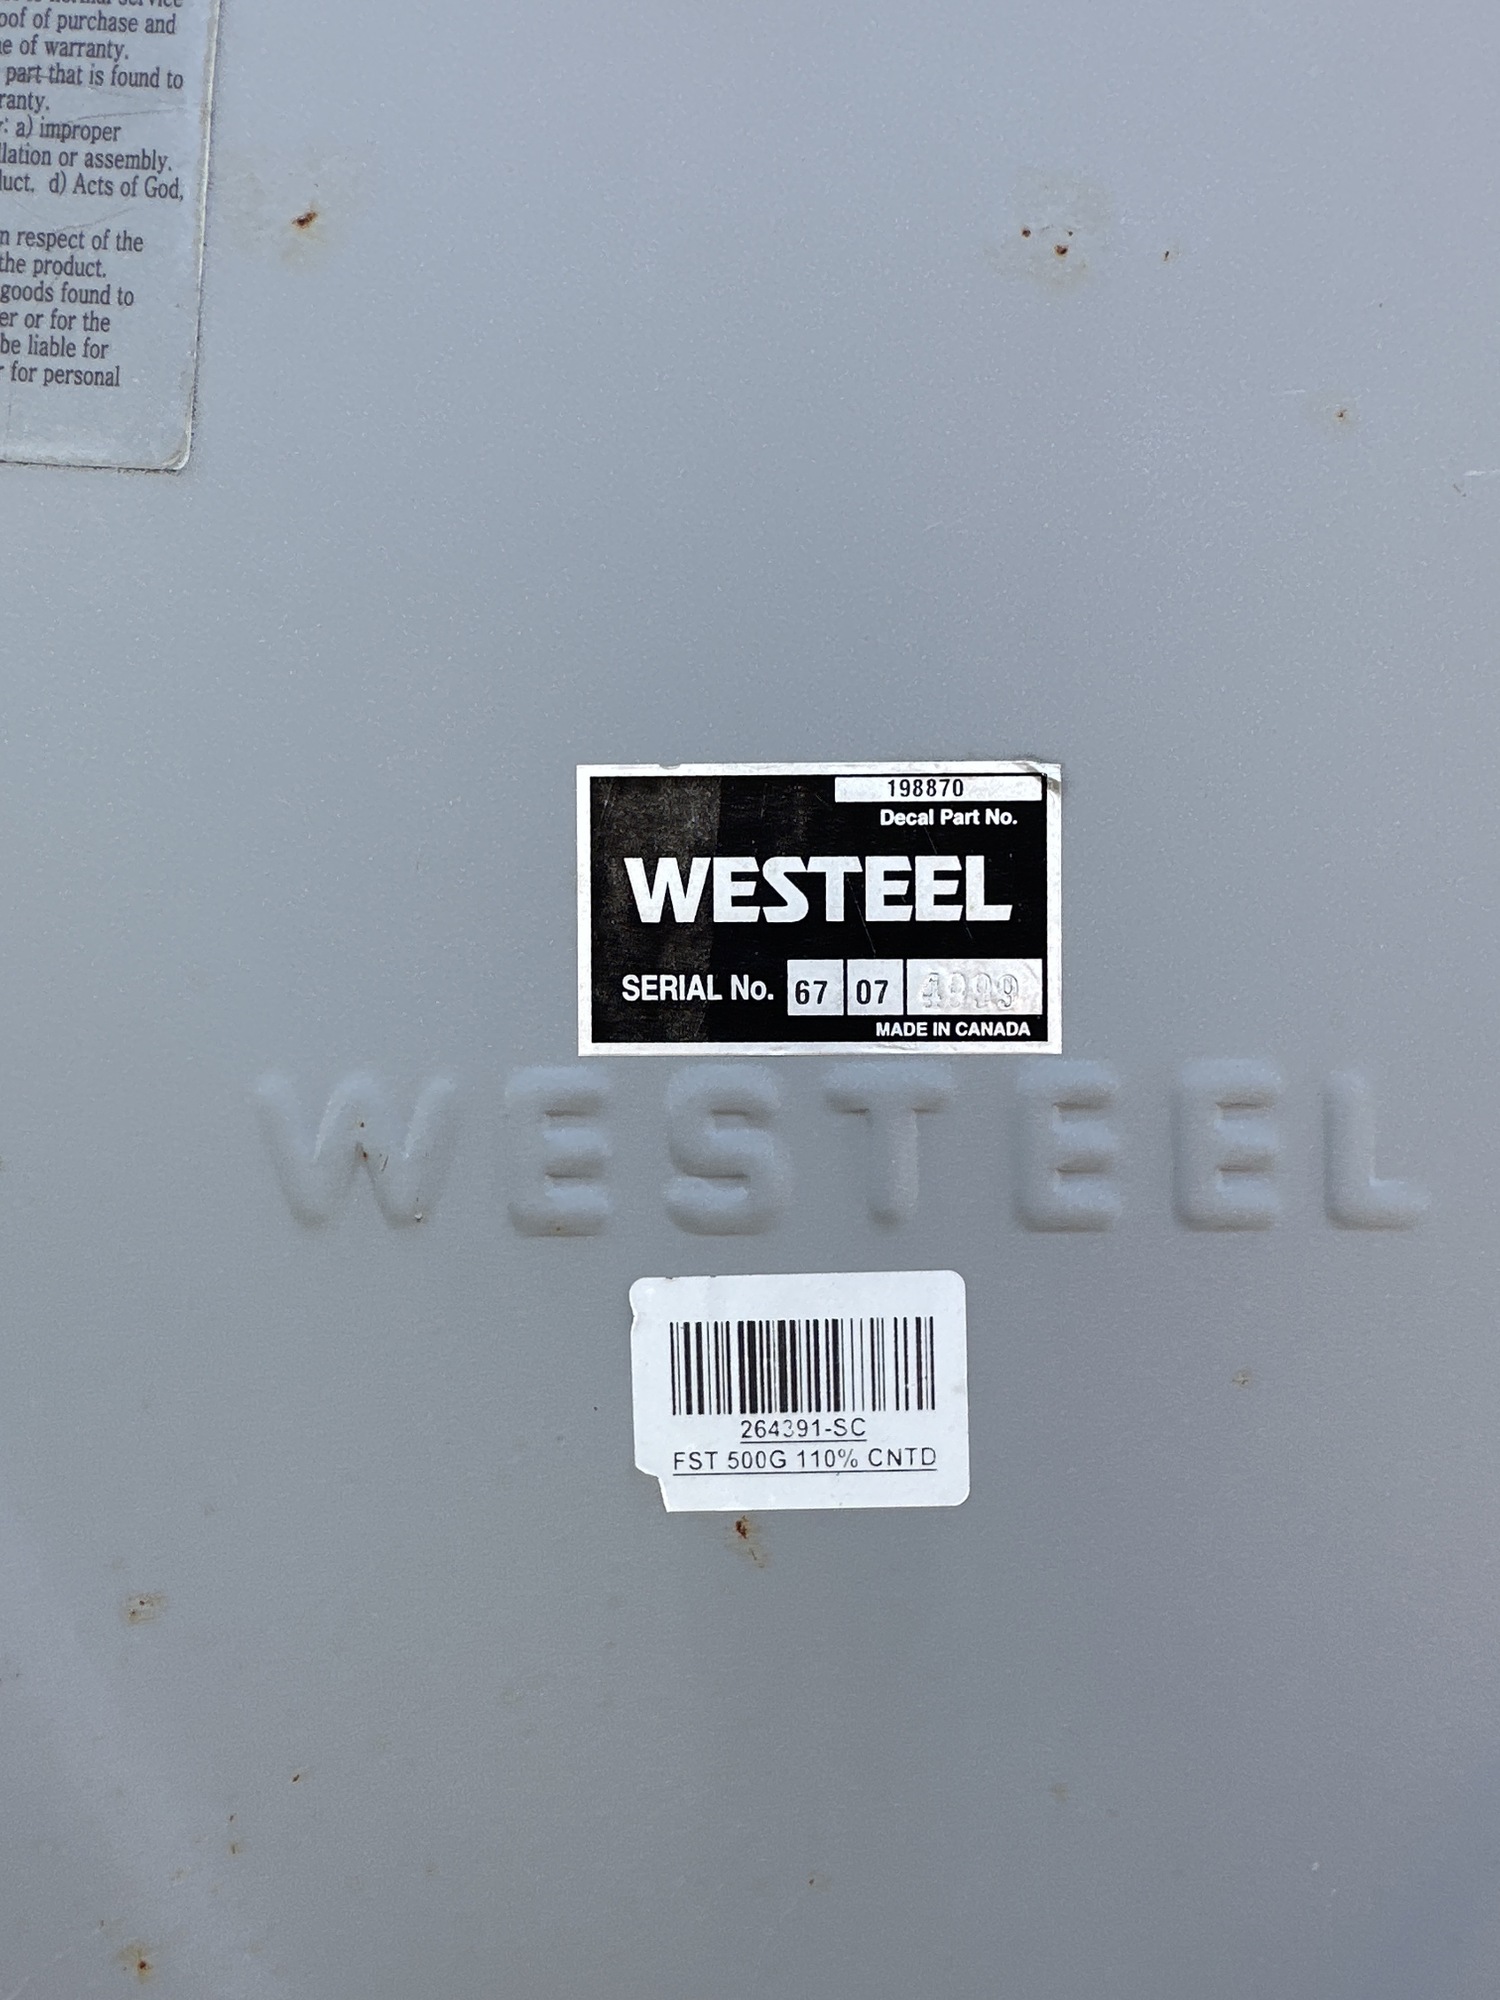 oof of purchase and
e of warranty.
part that is found to
ranty.
: a) improper
llation or assembly.
duct. d) Acts of God,
n respect of the
the product.
goods found to
er or for the
be liable for
for personal
198870
Decal Part No.
WESTEEL
SERIAL No. 67 07
MADE IN CANADA
WESTEEL
264391-SC
FST 500G 110% CNTD